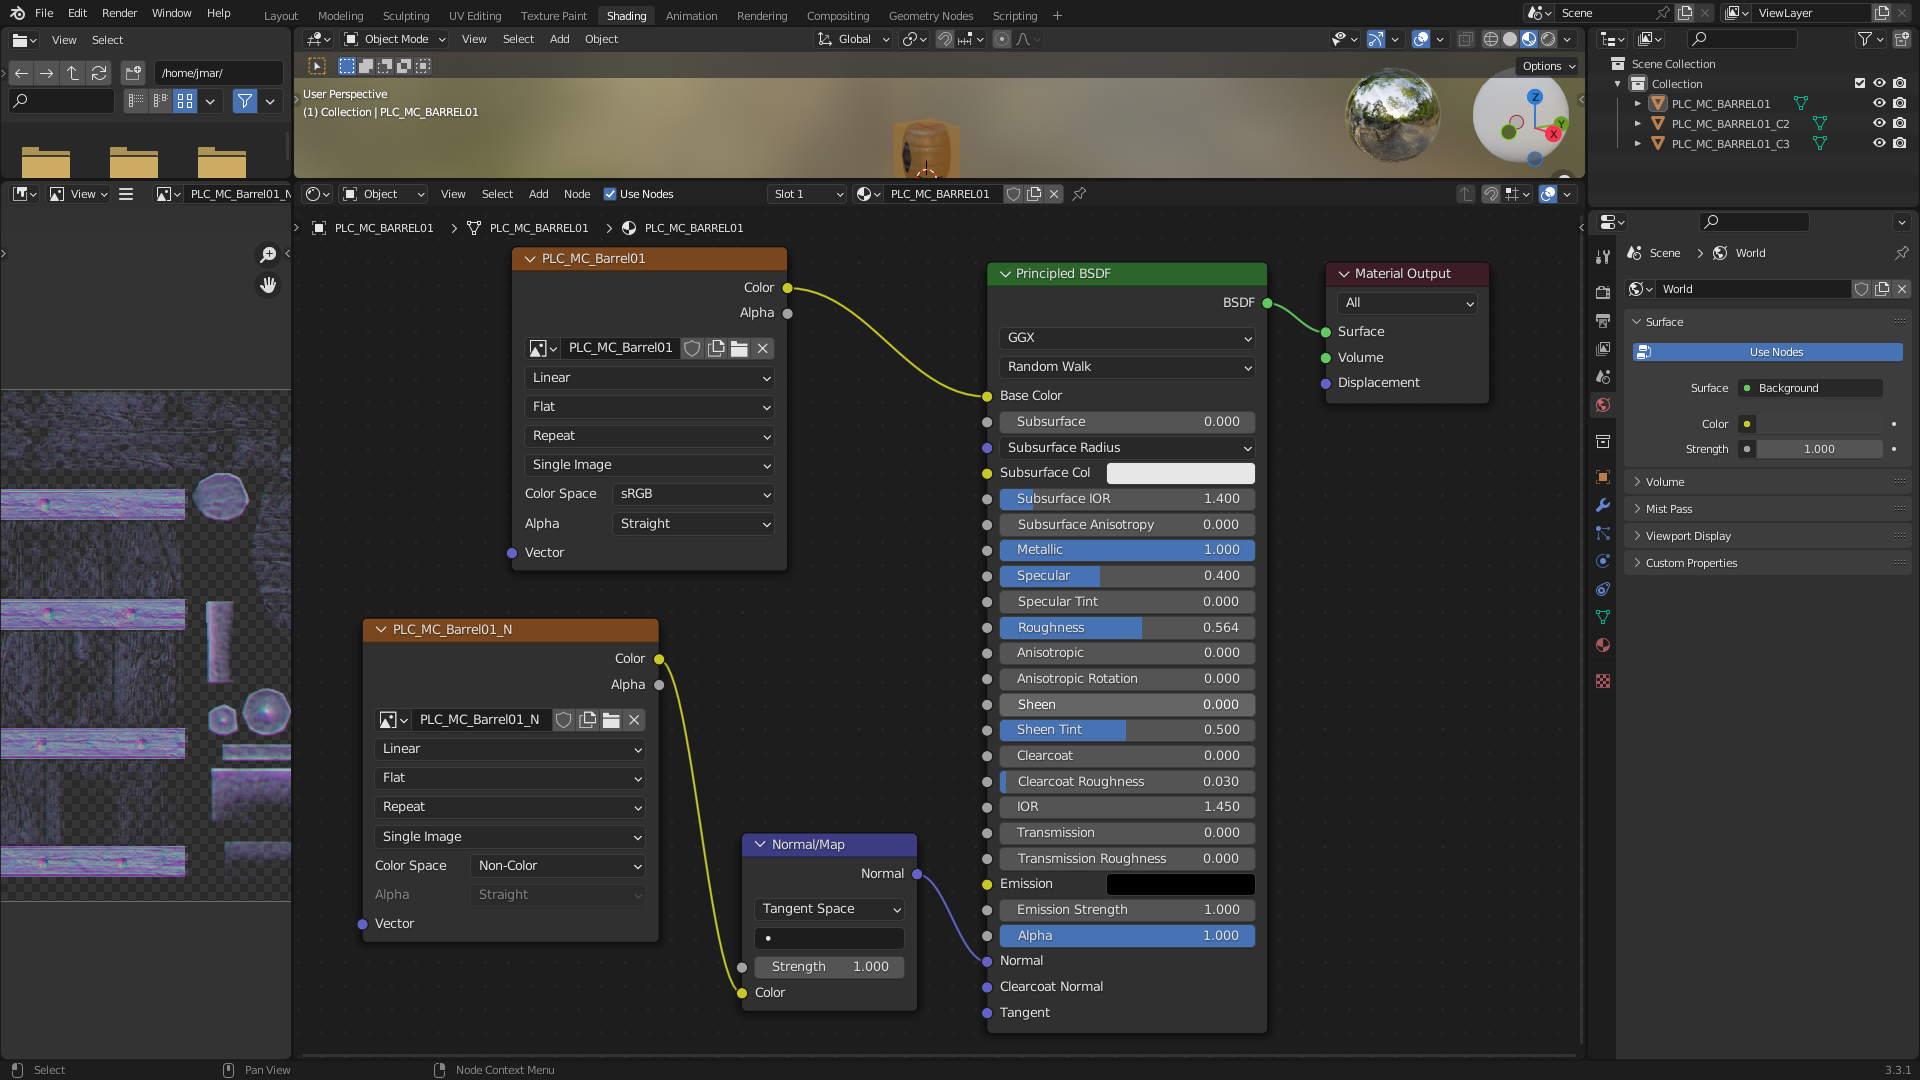 File Edit Render Window Help
Layout Modeling Sculpting UV Editing Texture Paint Shading Animation Rendering Compositing Geometry Nodes Scripting +
Scene
ViewLayer
View Select
/home/jmar/
Object Mode View Select Add Object
Global
Options
User Perspective
(1) Collection | PLC_MC_BARREL01
Z
Y
X
Scene Collection
Collection
PLC_MC_BARREL01
PLC_MC_BARREL01_C2
PLC_MC_BARREL01_C3
View
PLC_MC_Barrel01_N
Object View Select Add Node Use Nodes
Slot 1
PLC_MC_BARREL01
PLC_MC_BARREL01 > PLC_MC_BARREL01 > PLC_MC_BARREL01
PLC_MC_Barrel01
Color
Alpha
PLC_MC_Barrel01
Linear
Flat
Repeat
Single Image
Color Space sRGB
Alpha Straight
Vector
PLC_MC_Barrel01_N
Color
Alpha
PLC_MC_Barrel01_N
Linear
Flat
Repeat
Single Image
Color Space Non-Color
Alpha Straight
Vector
Normal/Map
Normal
Tangent Space
Strength 1.000
Color
Principled BSDF
BSDF
GGX
Random Walk
Base Color
Subsurface 0.000
Subsurface Radius
Subsurface Col
Subsurface IOR 1.400
Subsurface Anisotropy 0.000
Metallic 1.000
Specular 0.400
Specular Tint 0.000
Roughness 0.564
Anisotropic 0.000
Anisotropic Rotation 0.000
Sheen 0.000
Sheen Tint 0.500
Clearcoat 0.000
Clearcoat Roughness 0.030
IOR 1.450
Transmission 0.000
Transmission Roughness 0.000
Emission
Emission Strength 1.000
Alpha 1.000
Normal
Clearcoat Normal
Tangent
Material Output
All
Surface
Volume
Displacement
Scene > World
World
Surface
Use Nodes
Surface Background
Color
Strength 1.000
Volume
Mist Pass
Viewport Display
Custom Properties
Select
Pan View
Node Context Menu
3.3.1